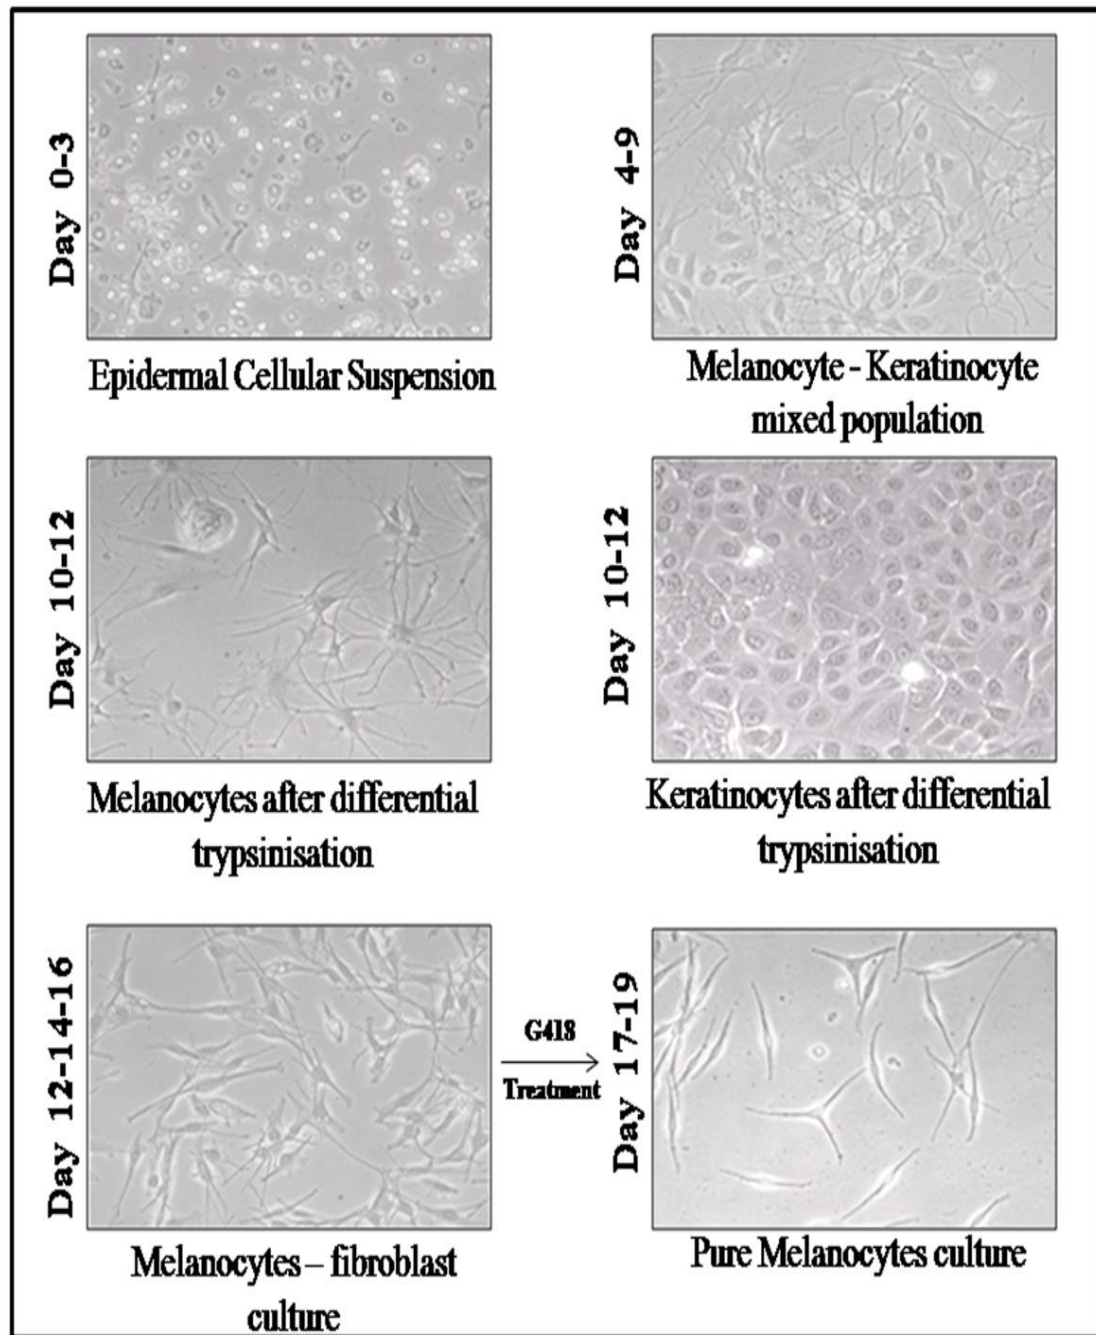 Day 0-3
Epidermal Cellular Suspension
Day 4-9
Melanocyte - Keratinocyte
mixed population
Day 10-12
Melanocytes after differential
trypsinisation
Day 10-12
Keratinocytes after differential
trypsinisation
Day 12-14-16
Melanocytes – fibroblast
culture
G418
Treatment
Day 17-19
Pure Melanocytes culture